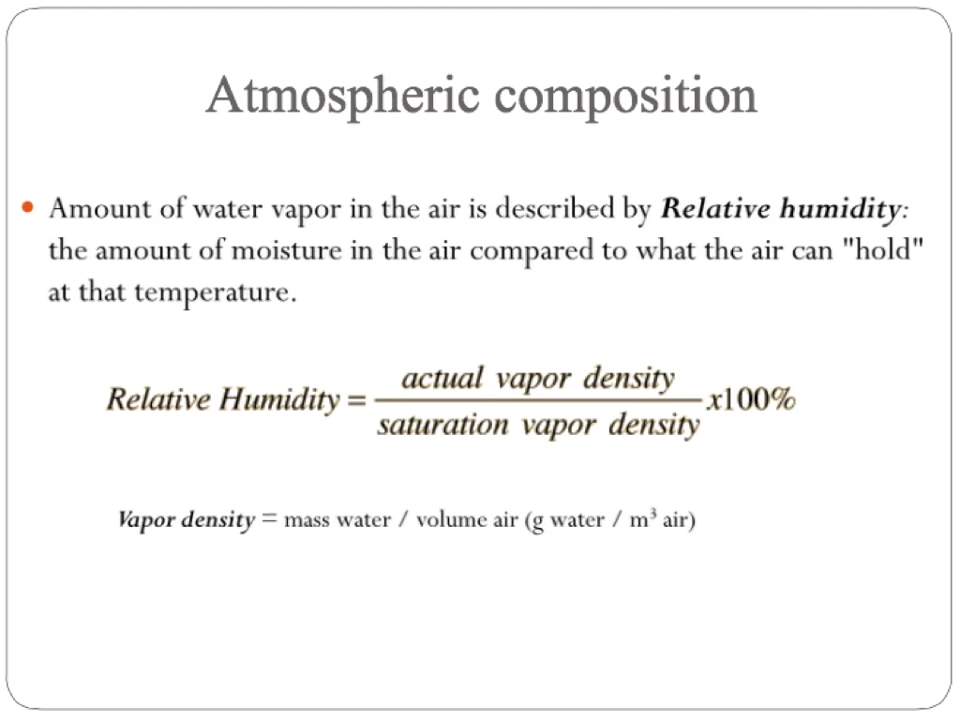 Atmospheric composition
• Amount of water vapor in the air is described by Relative humidity:
the amount of moisture in the air compared to what the air can "hold"
at that temperature.
Relative Humidity = actual vapor density / saturation vapor density x100%
Vapor density = mass water / volume air (g water / m³ air)